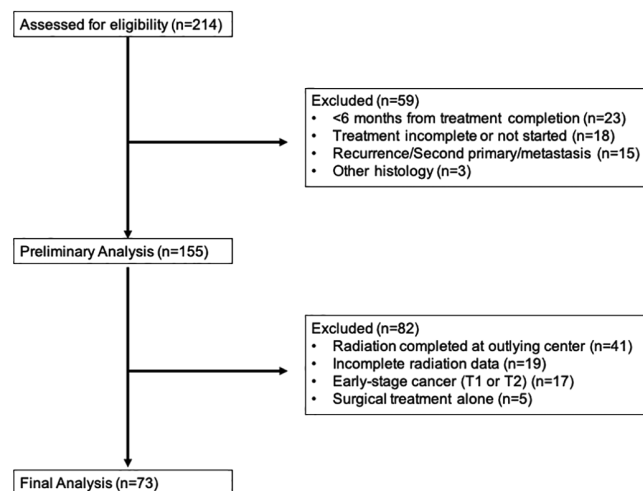 Assessed for eligibility (n=214)
Excluded (n=59)
• <6 months from treatment completion (n=23)
• Treatment incomplete or not started (n=18)
• Recurrence/Second primary/metastasis (n=15)
• Other histology (n=3)
Preliminary Analysis (n=155)
Excluded (n=82)
• Radiation completed at outlying center (n=41)
• Incomplete radiation data (n=19)
• Early-stage cancer (T1 or T2) (n=17)
• Surgical treatment alone (n=5)
Final Analysis (n=73)